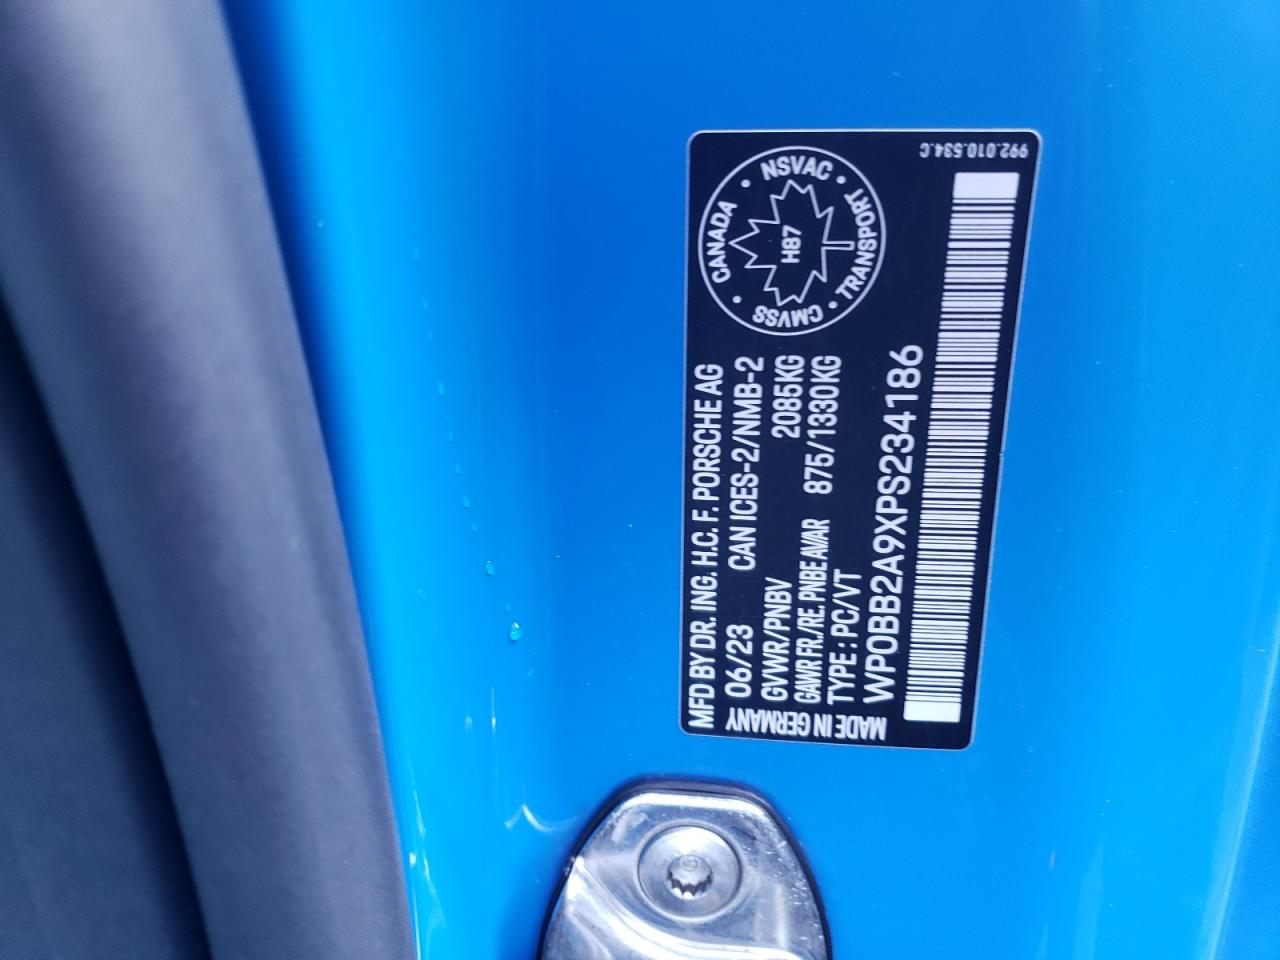 MFD BY DR. ING. H.C. F. PORSCHE AG
06/23 CAN ICES-2/NMB-2
GVWR/PNBV 2085KG
GAWR FR./RE. PNBE AV/AR 875/1330KG
TYPE : PC/VT
WP0BB2A9XPS234186
MADE IN GERMANY
CANADA • NSVAC • TRANSPORT • CMVSS •
H87
992.010.534.C